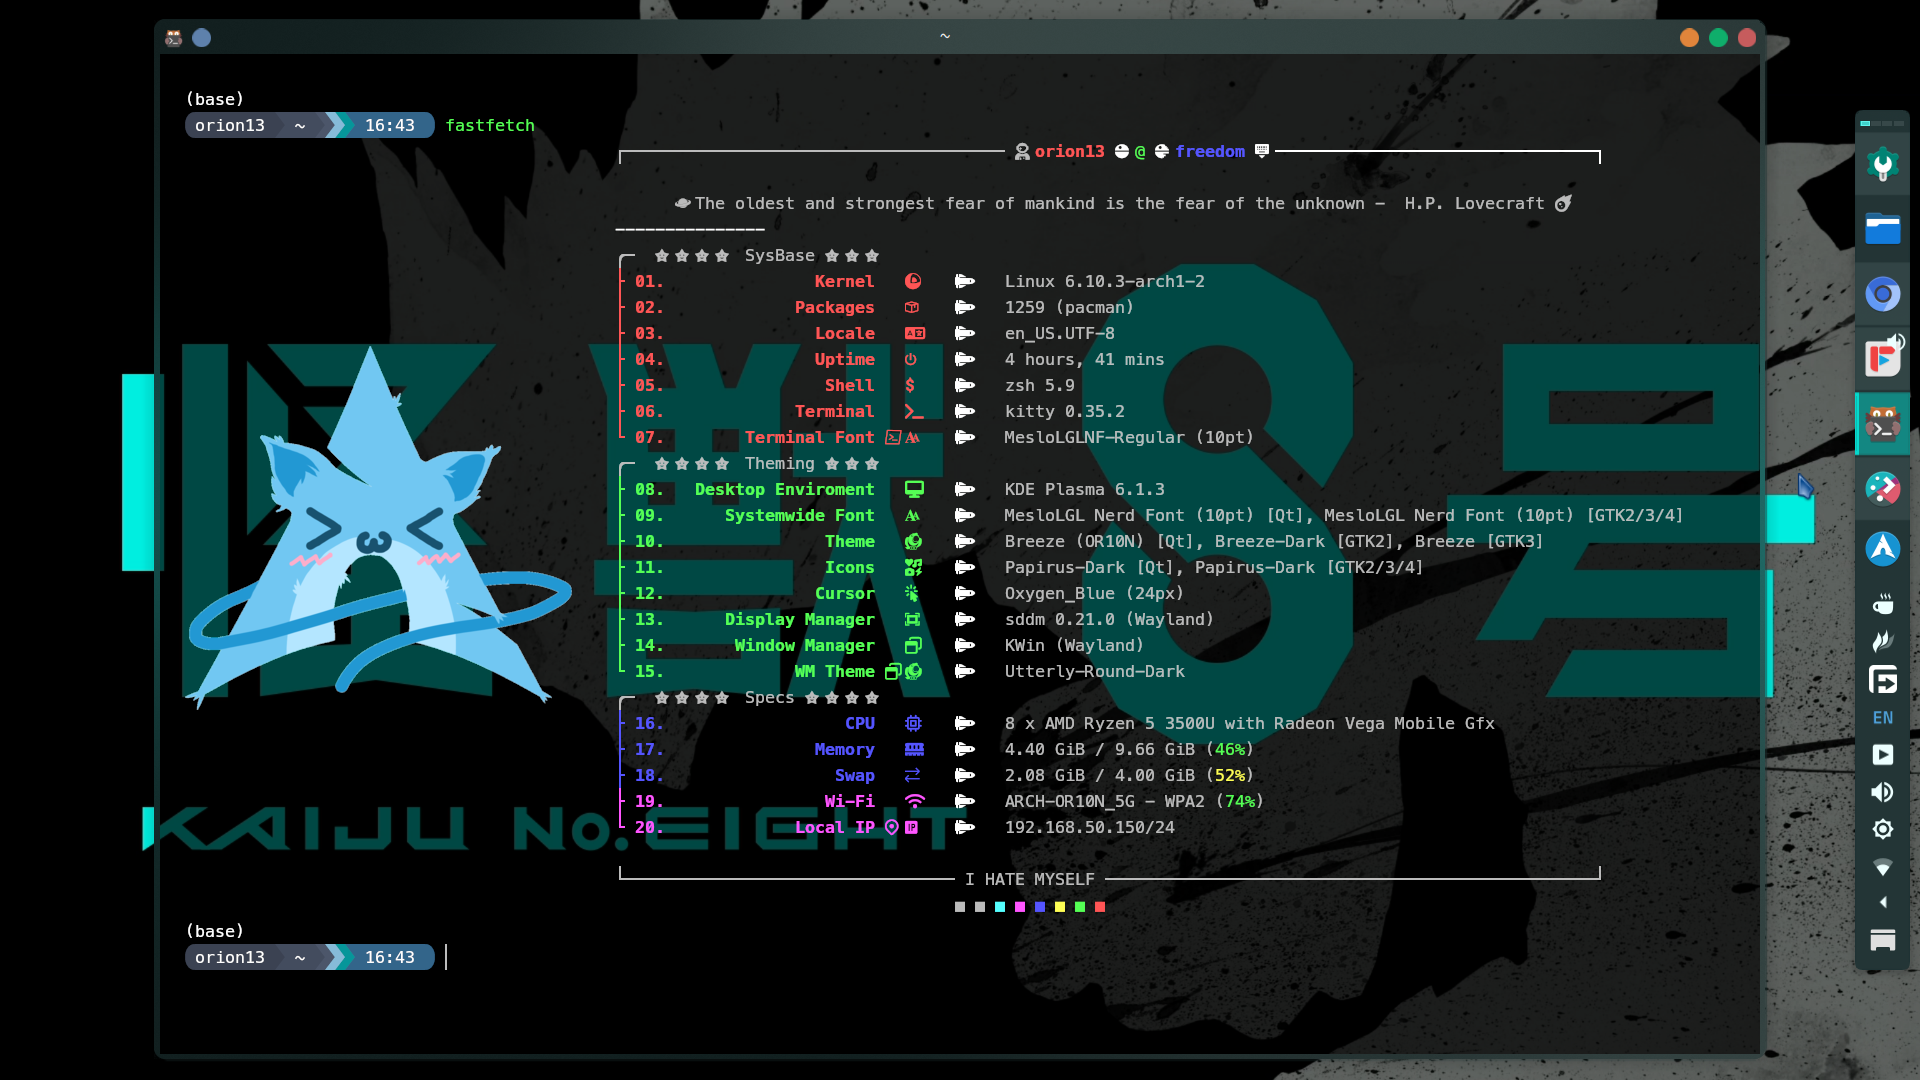 ~
(base)
orion13 ~ 16:43 fastfetch
orion13 @ freedom
The oldest and strongest fear of mankind is the fear of the unknown - H.P. Lovecraft
---------------
SysBase
01. Kernel Linux 6.10.3-arch1-2
02. Packages 1259 (pacman)
03. Locale en_US.UTF-8
04. Uptime 4 hours, 41 mins
05. Shell $ zsh 5.9
06. Terminal kitty 0.35.2
07. Terminal Font MesloLGLNF-Regular (10pt)
Theming
08. Desktop Enviroment KDE Plasma 6.1.3
09. Systemwide Font MesloLGL Nerd Font (10pt) [Qt], MesloLGL Nerd Font (10pt) [GTK2/3/4]
10. Theme Breeze (OR10N) [Qt], Breeze-Dark [GTK2], Breeze [GTK3]
11. Icons Papirus-Dark [Qt], Papirus-Dark [GTK2/3/4]
12. Cursor Oxygen_Blue (24px)
13. Display Manager sddm 0.21.0 (Wayland)
14. Window Manager KWin (Wayland)
15. WM Theme Utterly-Round-Dark
Specs
16. CPU 8 x AMD Ryzen 5 3500U with Radeon Vega Mobile Gfx
17. Memory 4.40 GiB / 9.66 GiB (46%)
18. Swap 2.08 GiB / 4.00 GiB (52%)
19. Wi-Fi ARCH-OR10N_5G - WPA2 (74%)
20. Local IP 192.168.50.150/24
I HATE MYSELF
(base)
orion13 ~ 16:43
KAIJU No.EIGHT
EN